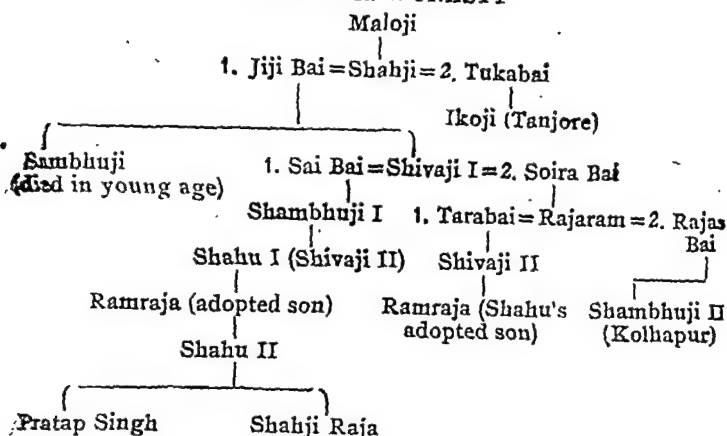 Maloji
1. Jiji Bai=Shahji=2. Tukabai
Ikoji (Tanjore)
Sambhuji
(died in young age)
1. Sai Bai=Shivaji I=2. Soira Bai
Shambhuji I
1. Tarabai=Rajaram=2. Rajas
Bai
Shahu I (Shivaji II)
Shivaji II
Ramraja (adopted son)
Ramraja (Shahu's
adopted son)
Shambhuji II
(Kolhapur)
Shahu II
Pratap Singh
Shahji Raja